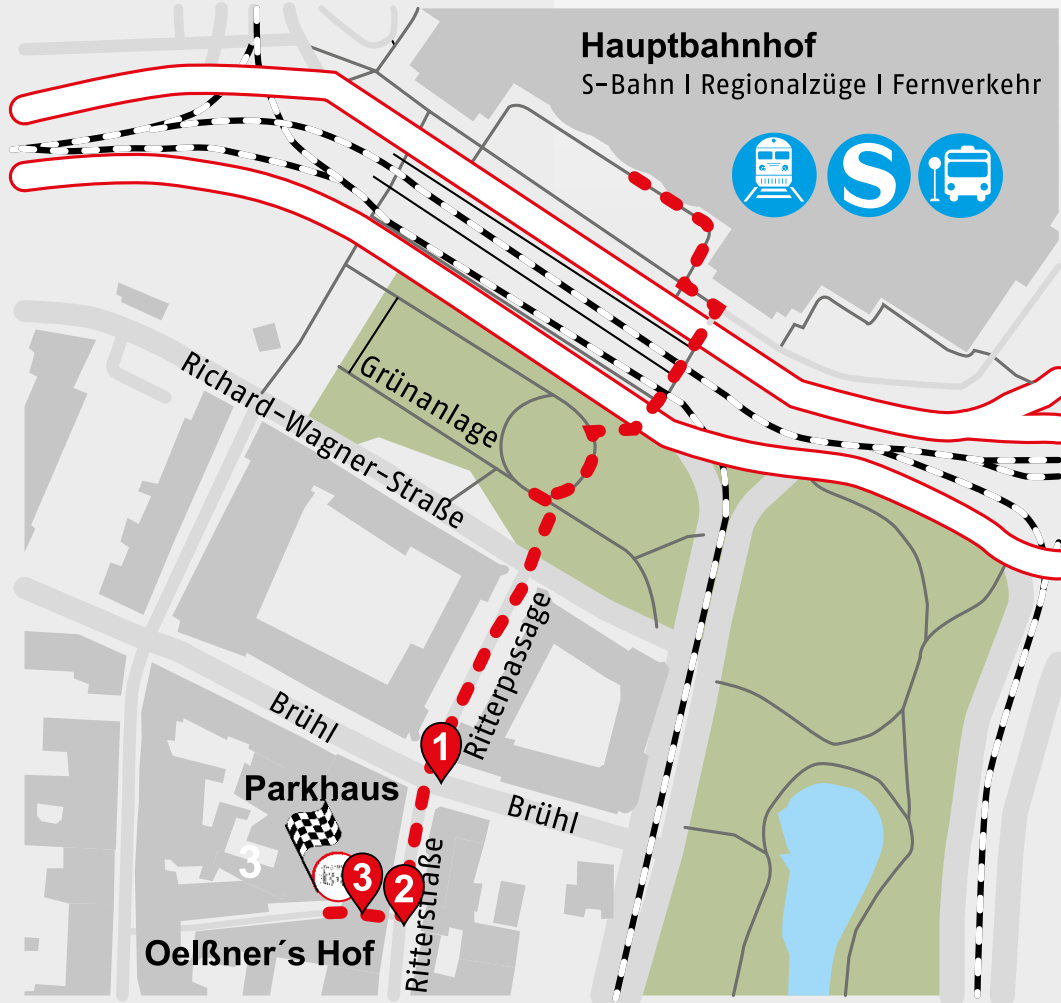 Hauptbahnhof
S-Bahn I Regionalzüge I Fernverkehr
S
Grünanlage
Richard-Wagner-Straße
Ritterpassage
Brühl
1
Brühl
Parkhaus
3
3
2
Ritterstraße
Oelßner´s Hof